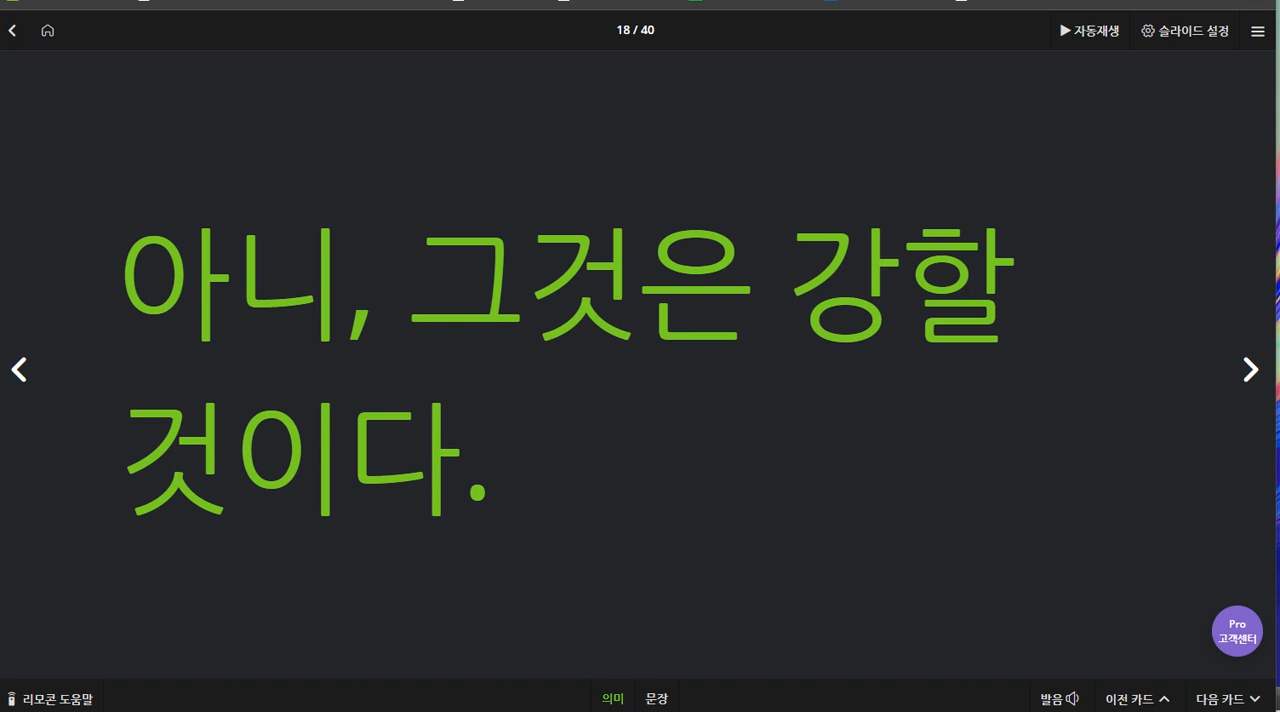 18 / 40
자동재생
슬라이드 설정
아니, 그것은 강할
것이다.
Pro
고객센터
리모콘 도움말
의미
문장
발음
이전 카드
다음 카드